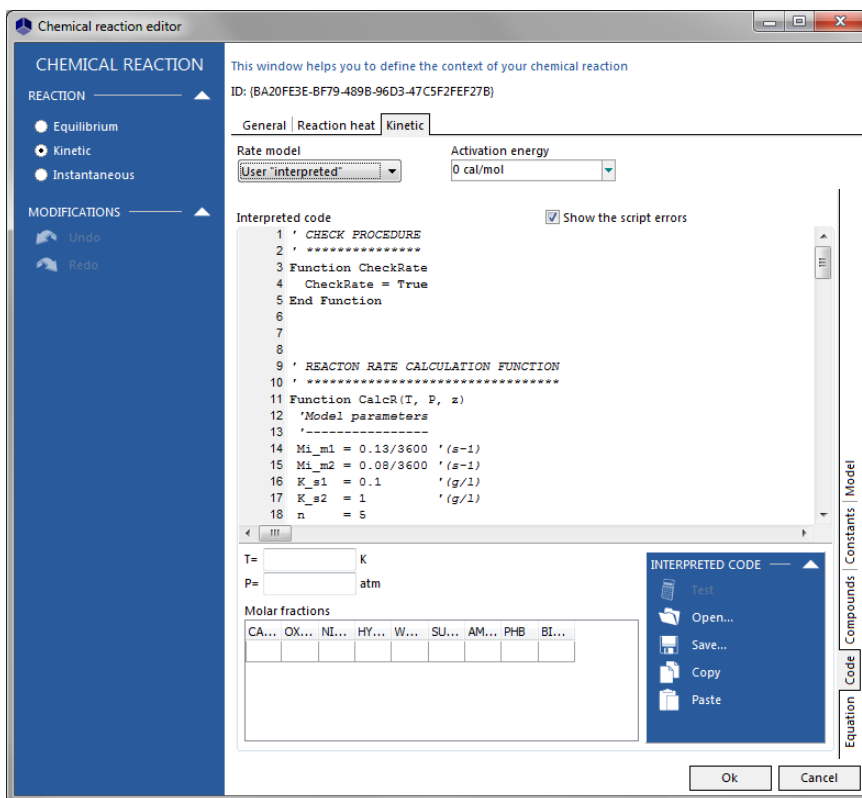 Chemical reaction editor
CHEMICAL REACTION
REACTION
Equilibrium
Kinetic
Instantaneous
MODIFICATIONS
Undo
Redo
This window helps you to define the context of your chemical reaction
ID: {BA20FE3E-BF79-489B-96D3-47C5F2FEF27B}
General Reaction heat Kinetic
Rate model Activation energy
User "interpreted" 0 cal/mol
Interpreted code Show the script errors
1 ' CHECK PROCEDURE
2 ' ***************
3 Function CheckRate
4 CheckRate = True
5 End Function
6
7
8
9 ' REACTON RATE CALCULATION FUNCTION
10 ' *********************************
11 Function CalcR(T, P, z)
12 'Model parameters
13 '----------------
14 Mi_m1 = 0.13/3600 '(s-1)
15 Mi_m2 = 0.08/3600 '(s-1)
16 K_s1 = 0.1 '(g/l)
17 K_s2 = 1 '(g/l)
18 n = 5
T= K
P= atm
Molar fractions
CA... OX... NI... HY... W... SU... AM... PHB BI...
INTERPRETED CODE
Test
Open...
Save...
Copy
Paste
Equation Code Compounds Constants Model
Ok Cancel